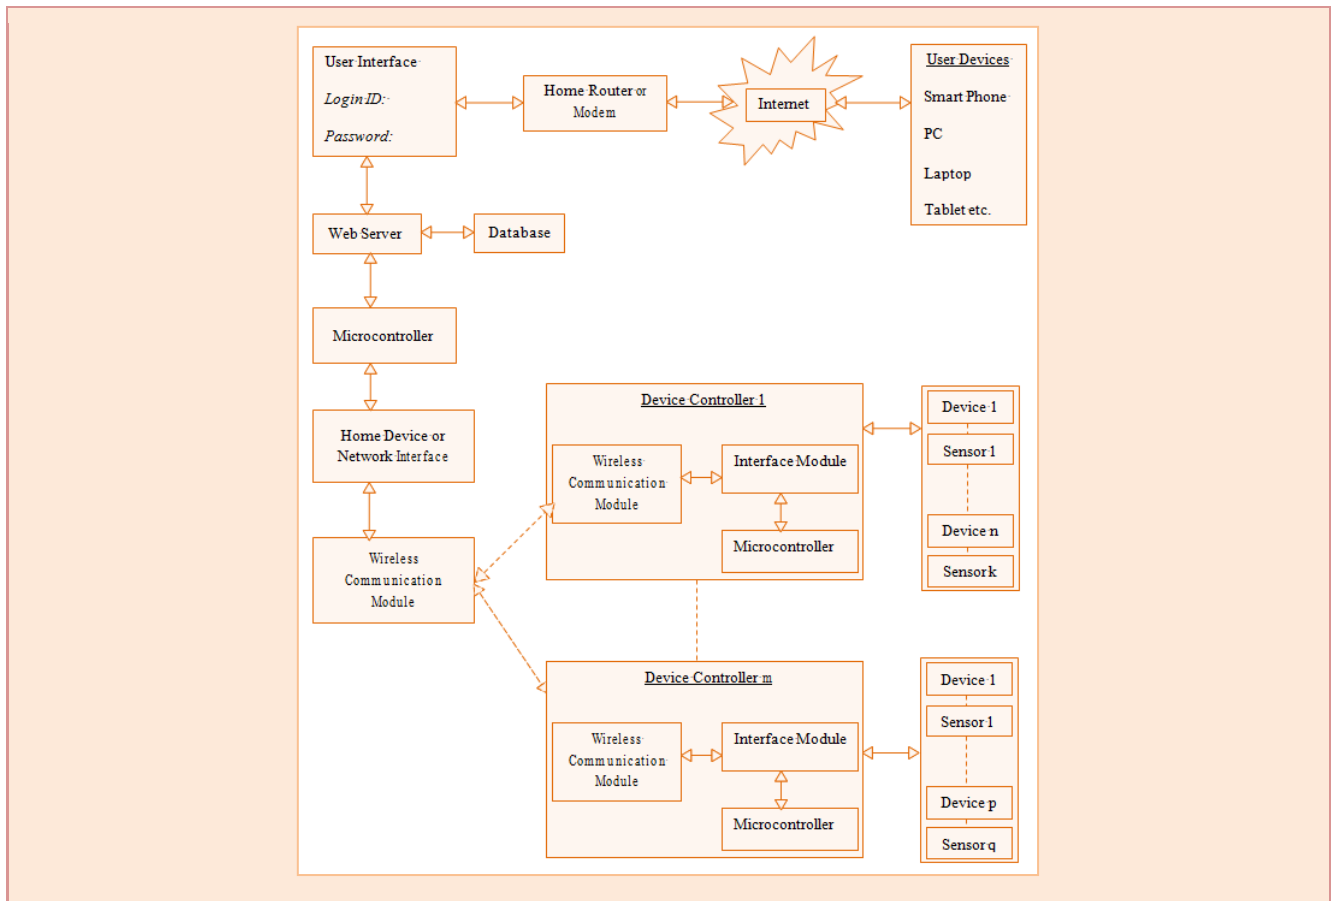 User Interface
Login ID:
Password:
Home Router or
Modem
Internet
User Devices
Smart Phone
PC
Laptop
Tablet etc.
Web Server
Database
Microcontroller
Home Device or
Network Interface
Wireless
Communication
Module
Device Controller 1
Wireless
Communication
Module
Interface Module
Microcontroller
Device 1
Sensor 1
Device n
Sensor k
Device Controller m
Wireless
Communication
Module
Interface Module
Microcontroller
Device 1
Sensor 1
Device p
Sensor q